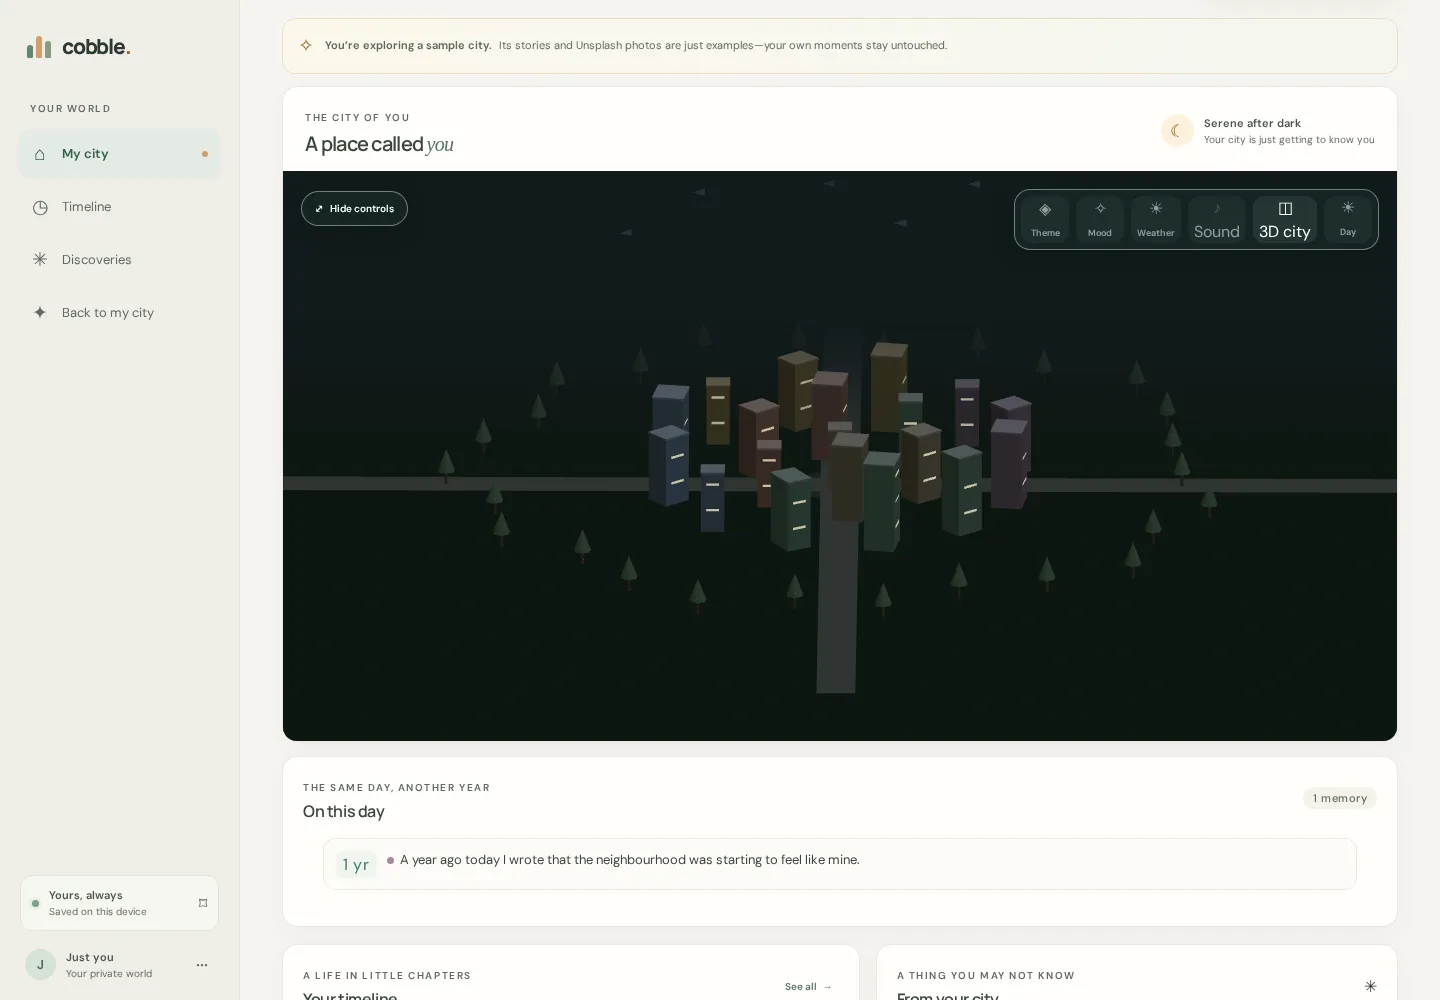 cobble.
YOUR WORLD
My city
Timeline
Discoveries
Back to my city
Yours, always
Saved on this device
J
Just you
Your private world
You're exploring a sample city. Its stories and Unsplash photos are just examples—your own moments stay untouched.
THE CITY OF YOU
A place called you
Serene after dark
Your city is just getting to know you
Hide controls
Theme
Mood
Weather
Sound
3D city
Day
THE SAME DAY, ANOTHER YEAR
On this day
1 memory
1 yr
A year ago today I wrote that the neighbourhood was starting to feel like mine.
A LIFE IN LITTLE CHAPTERS
Your timeline
See all →
A THING YOU MAY NOT KNOW
From your city